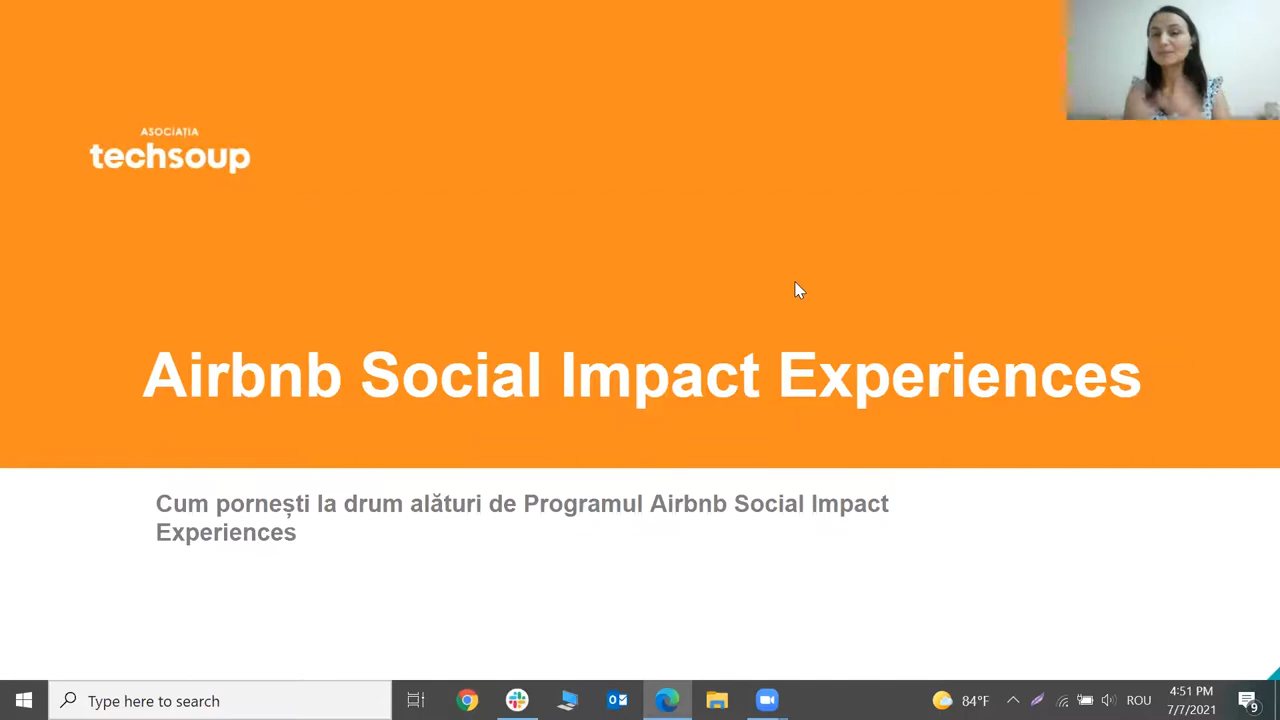 ASOCIAȚIA
techsoup
Airbnb Social Impact Experiences
Cum pornești la drum alături de Programul Airbnb Social Impact
Experiences
Type here to search
84°F
ROU
4:51 PM
7/7/2021
9